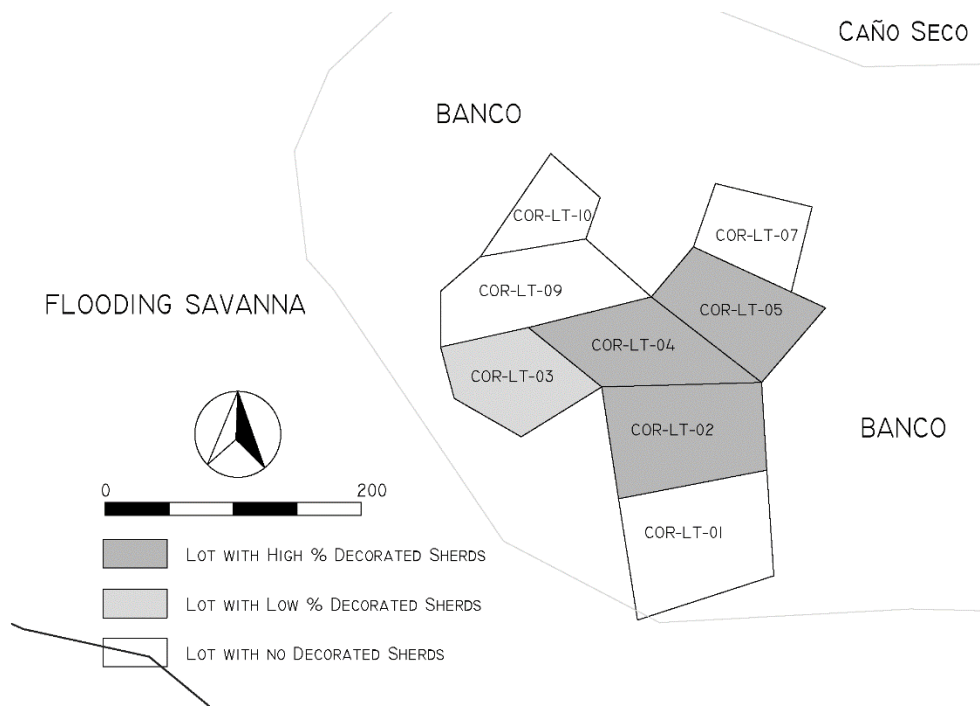 CAÑO SECO
BANCO
COR-LT-10
COR-LT-07
COR-LT-09
FLOODING SAVANNA
COR-LT-05
COR-LT-04
COR-LT-03
COR-LT-02
BANCO
0 200
COR-LT-01
LOT WITH HIGH % DECORATED SHERDS
LOT WITH LOW % DECORATED SHERDS
LOT WITH NO DECORATED SHERDS